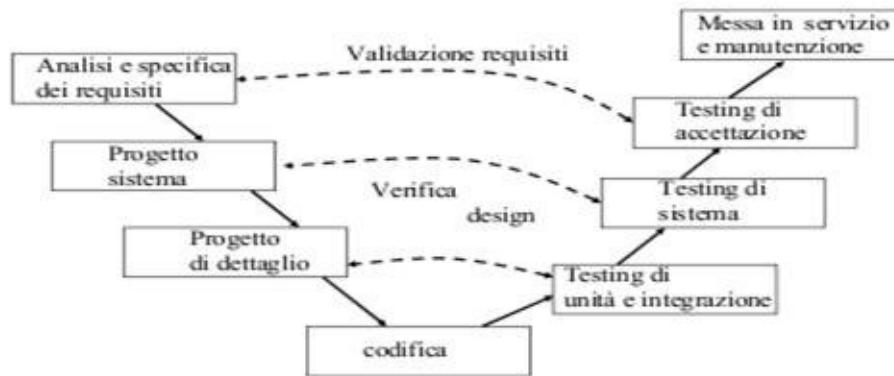 Messa in servizio
e manutenzione
Validazione requisiti
Analisi e specifica
dei requisiti
Testing di
accettazione
Progetto
sistema
Verifica
design
Testing di
sistema
Progetto
di dettaglio
Testing di
unità e integrazione
codifica